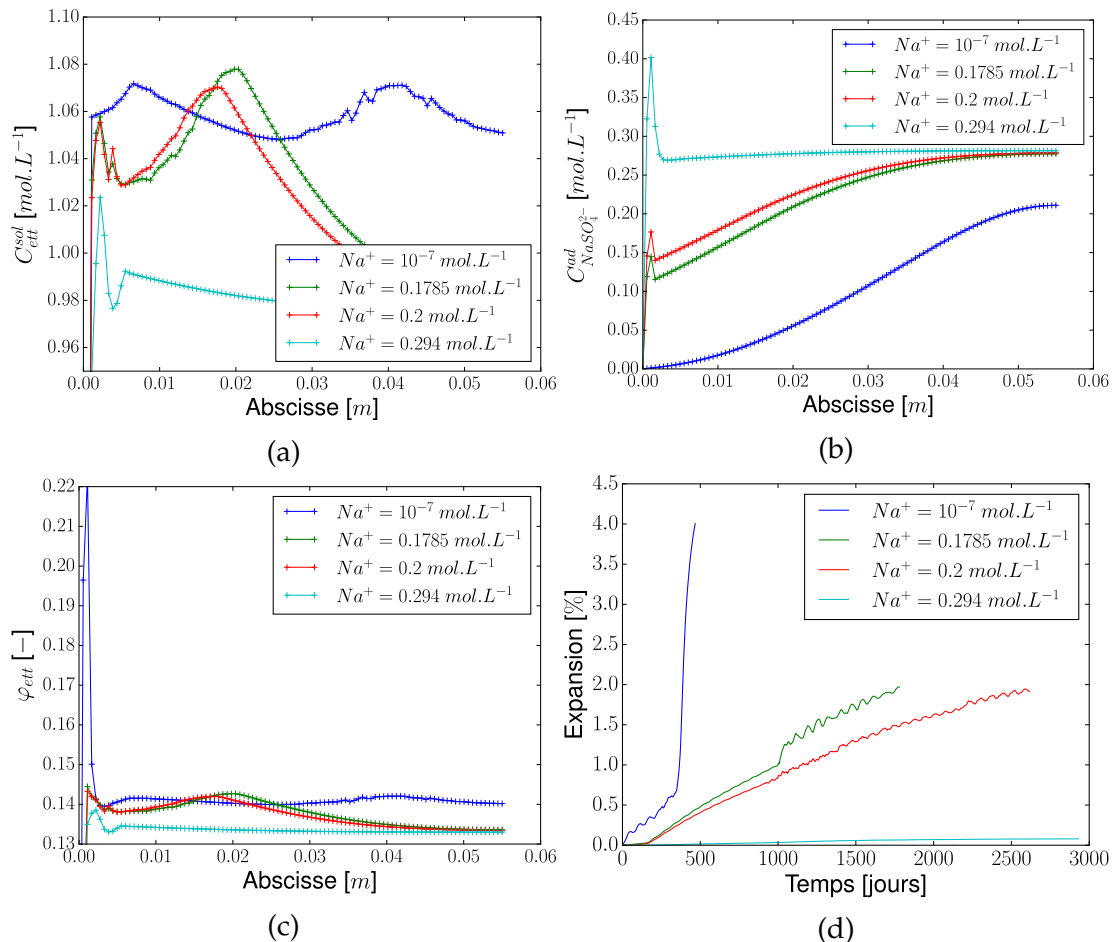 1.10
1.08
1.06
1.04
1.02
1.00
0.98
0.96
C_{ett}^{sol} [mol.L^{-1}]
Na^+ = 10^{-7} mol.L^{-1}
Na^+ = 0.1785 mol.L^{-1}
Na^+ = 0.2 mol.L^{-1}
Na^+ = 0.294 mol.L^{-1}
0.00 0.01 0.02 0.03 0.04 0.05 0.06
Abscisse [m]
(a)
0.45
0.40
0.35
0.30
0.25
0.20
0.15
0.10
0.05
0.00
C_{NaSO_4^{2-}}^{ad} [mol.L^{-1}]
Na^+ = 10^{-7} mol.L^{-1}
Na^+ = 0.1785 mol.L^{-1}
Na^+ = 0.2 mol.L^{-1}
Na^+ = 0.294 mol.L^{-1}
0.00 0.01 0.02 0.03 0.04 0.05 0.06
Abscisse [m]
(b)
0.22
0.21
0.20
0.19
0.18
0.17
0.16
0.15
0.14
0.13
φ_{ett} [−]
Na^+ = 10^{-7} mol.L^{-1}
Na^+ = 0.1785 mol.L^{-1}
Na^+ = 0.2 mol.L^{-1}
Na^+ = 0.294 mol.L^{-1}
0.00 0.01 0.02 0.03 0.04 0.05 0.06
Abscisse [m]
(c)
4.5
4.0
3.5
3.0
2.5
2.0
1.5
1.0
0.5
0.0
Expansion [%]
Na^+ = 10^{-7} mol.L^{-1}
Na^+ = 0.1785 mol.L^{-1}
Na^+ = 0.2 mol.L^{-1}
Na^+ = 0.294 mol.L^{-1}
0 500 1000 1500 2000 2500 3000
Temps [jours]
(d)